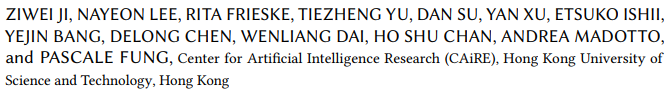 ZIWEI JI, NAYEON LEE, RITA FRIESKE, TIEZHENG YU, DAN SU, YAN XU, ETSUKO ISHII,
YEJIN BANG, DELONG CHEN, WENLIANG DAI, HO SHU CHAN, ANDREA MADOTTO,
and PASCALE FUNG, Center for Artificial Intelligence Research (CAiRE), Hong Kong University of
Science and Technology, Hong Kong